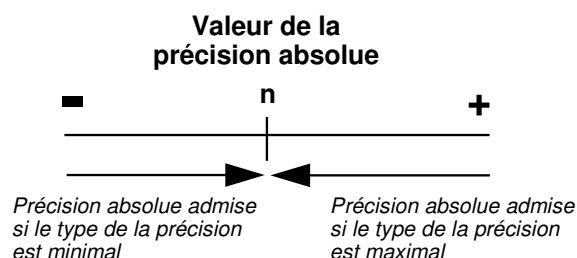 Valeur de la
précision absolue
- n +
Précision absolue admise
si le type de la précision
est minimal
Précision absolue admise
si le type de la précision
est maximal